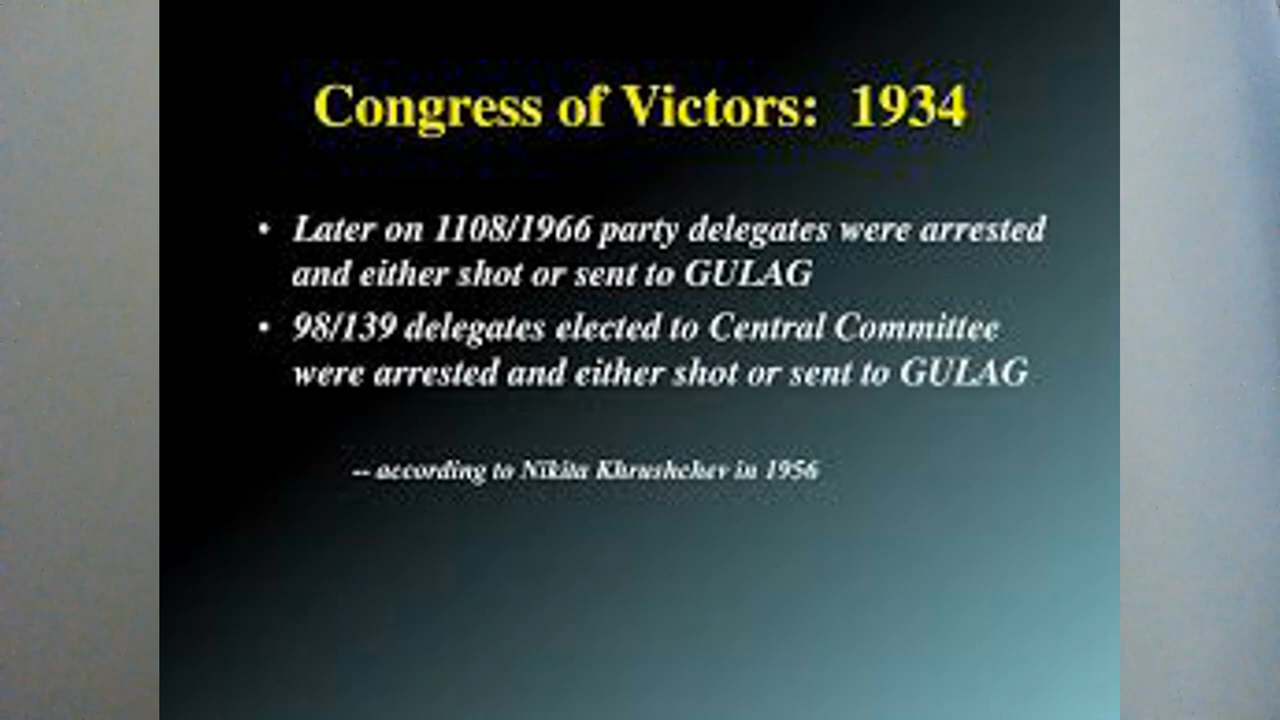 Congress of Victors: 1934
• Later on 1108/1966 party delegates were arrested
and either shot or sent to GULAG
• 98/139 delegates elected to Central Committee
were arrested and either shot or sent to GULAG
-- according to Nikita Khrushchev in 1956